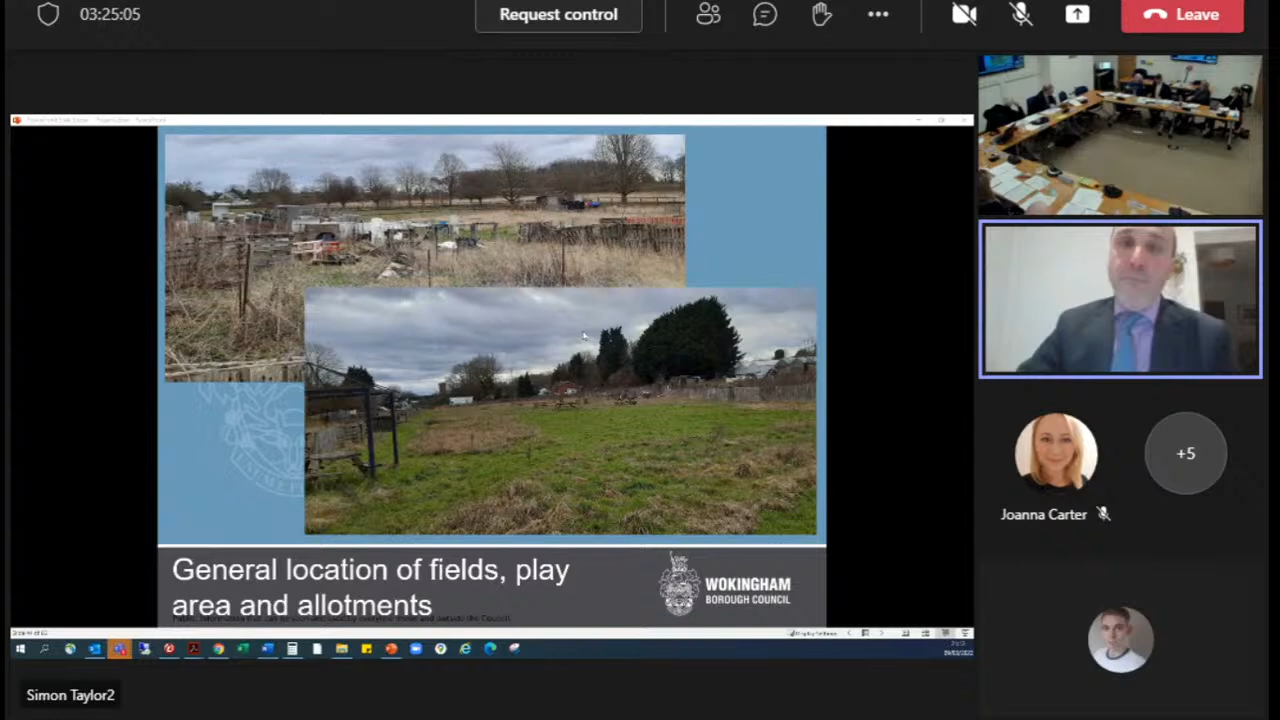 03:25:05
Request control
Leave
General location of fields, play
area and allotments
WOKINGHAM
BOROUGH COUNCIL
Joanna Carter
+5
Simon Taylor2